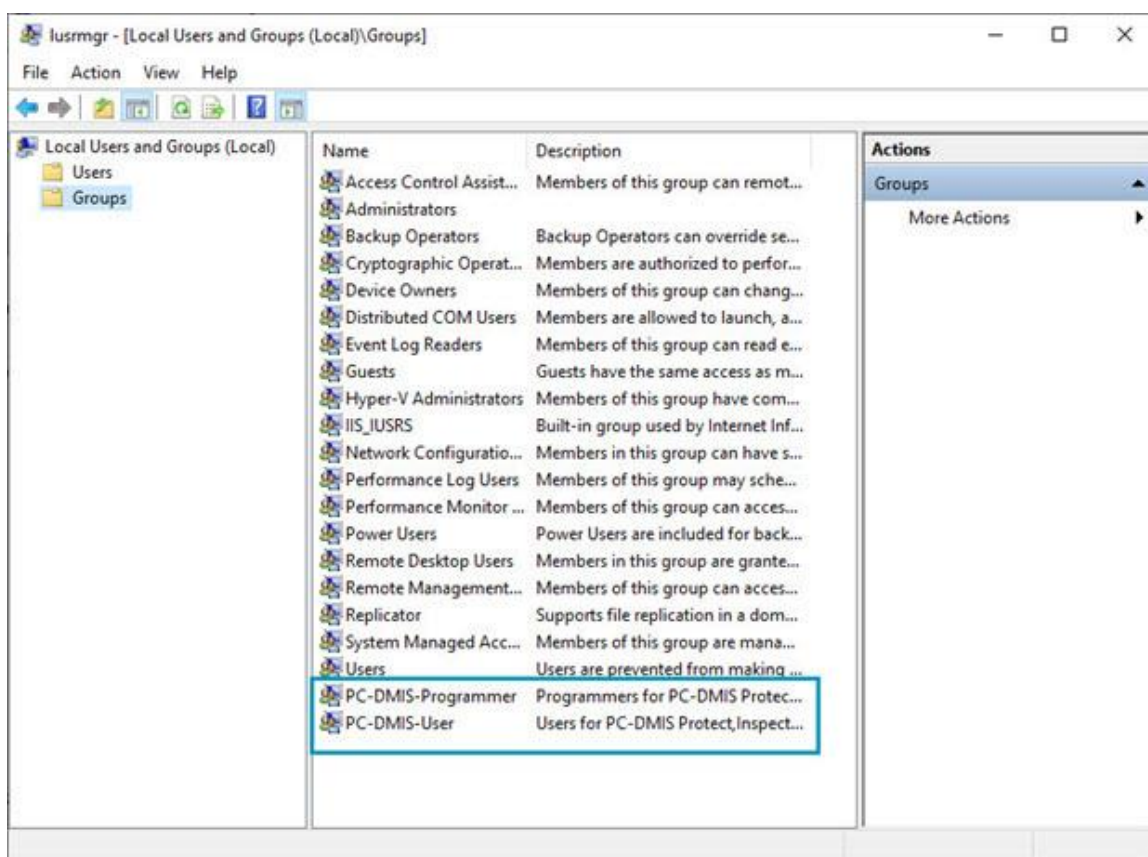 lusrmgr - [Local Users and Groups (Local)\Groups]
File Action View Help
Local Users and Groups (Local)
Users
Groups
Name Description
Access Control Assist... Members of this group can remot...
Administrators
Backup Operators Backup Operators can override se...
Cryptographic Operat... Members are authorized to perfor...
Device Owners Members of this group can chang...
Distributed COM Users Members are allowed to launch, a...
Event Log Readers Members of this group can read e...
Guests Guests have the same access as m...
Hyper-V Administrators Members of this group have com...
IIS_IUSRS Built-in group used by Internet Inf...
Network Configuratio... Members in this group can have s...
Performance Log Users Members of this group may sche...
Performance Monitor ... Members of this group can acces...
Power Users Power Users are included for back...
Remote Desktop Users Members in this group are grante...
Remote Management... Members of this group can acces...
Replicator Supports file replication in a dom...
System Managed Acc... Members of this group are mana...
Users Users are prevented from making ...
PC-DMIS-Programmer Programmers for PC-DMIS Protec...
PC-DMIS-User Users for PC-DMIS Protect,Inspect...
Actions
Groups
More Actions